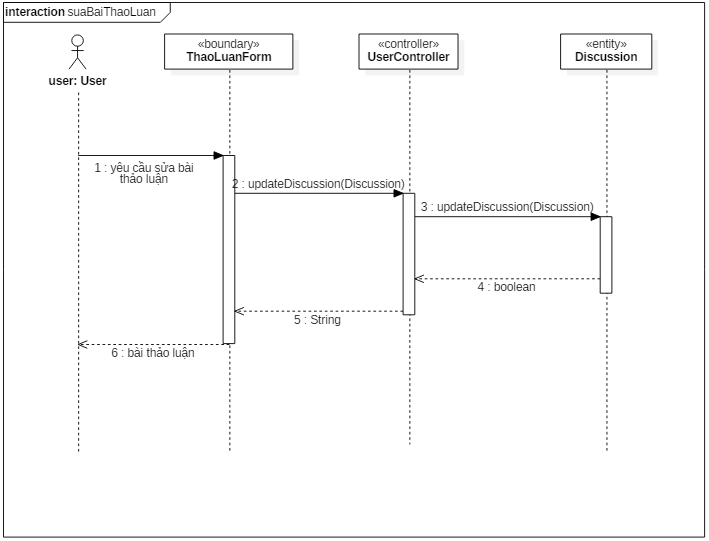 interaction suaBaiThaoLuan
user: User
«boundary»
ThaoLuanForm
«controller»
UserController
«entity»
Discussion
1 : yêu cầu sửa bài
thảo luận
2 : updateDiscussion(Discussion)
3 : updateDiscussion(Discussion)
4 : boolean
5 : String
6 : bài thảo luận